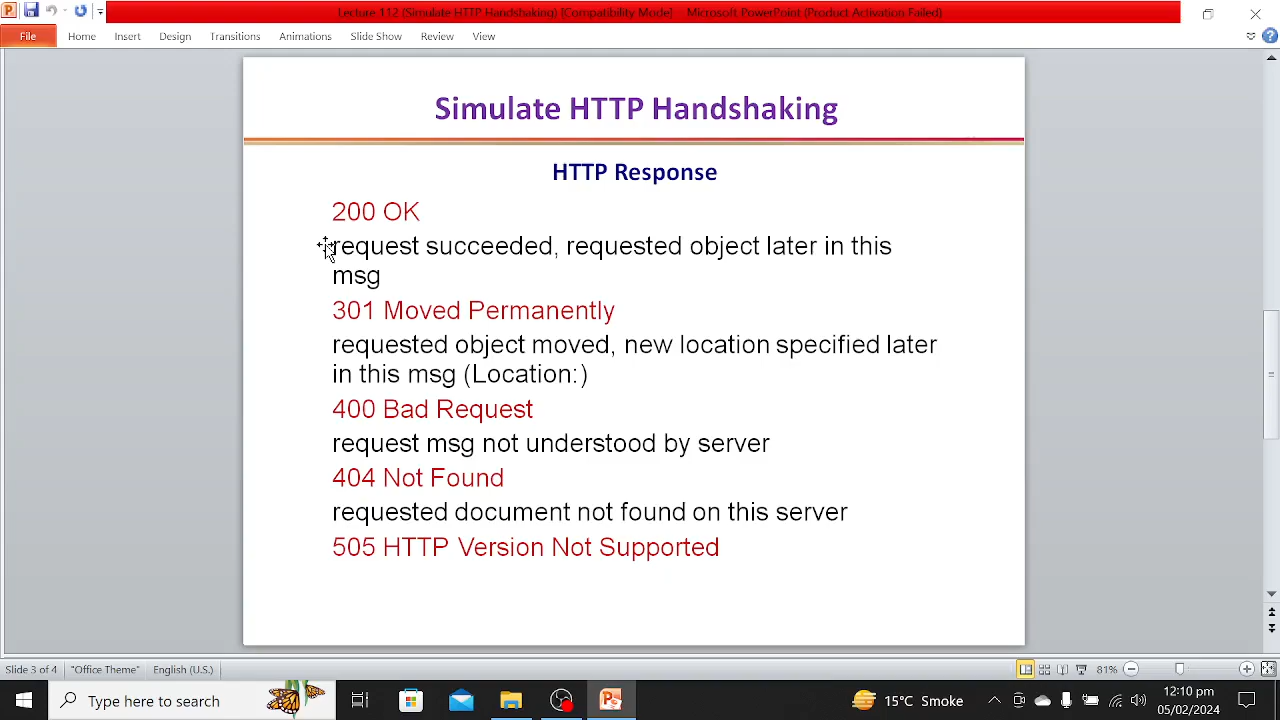 Lecture 112 (Simulate HTTP Handshaking) [Compatibility Mode] - Microsoft PowerPoint (Product Activation Failed)
File Home Insert Design Transitions Animations Slide Show Review View
Simulate HTTP Handshaking
HTTP Response
200 OK
request succeeded, requested object later in this
msg
301 Moved Permanently
requested object moved, new location specified later
in this msg (Location:)
400 Bad Request
request msg not understood by server
404 Not Found
requested document not found on this server
505 HTTP Version Not Supported
Slide 3 of 4 "Office Theme" English (U.S.) 81%
Type here to search 15°C Smoke 12:10 pm
05/02/2024